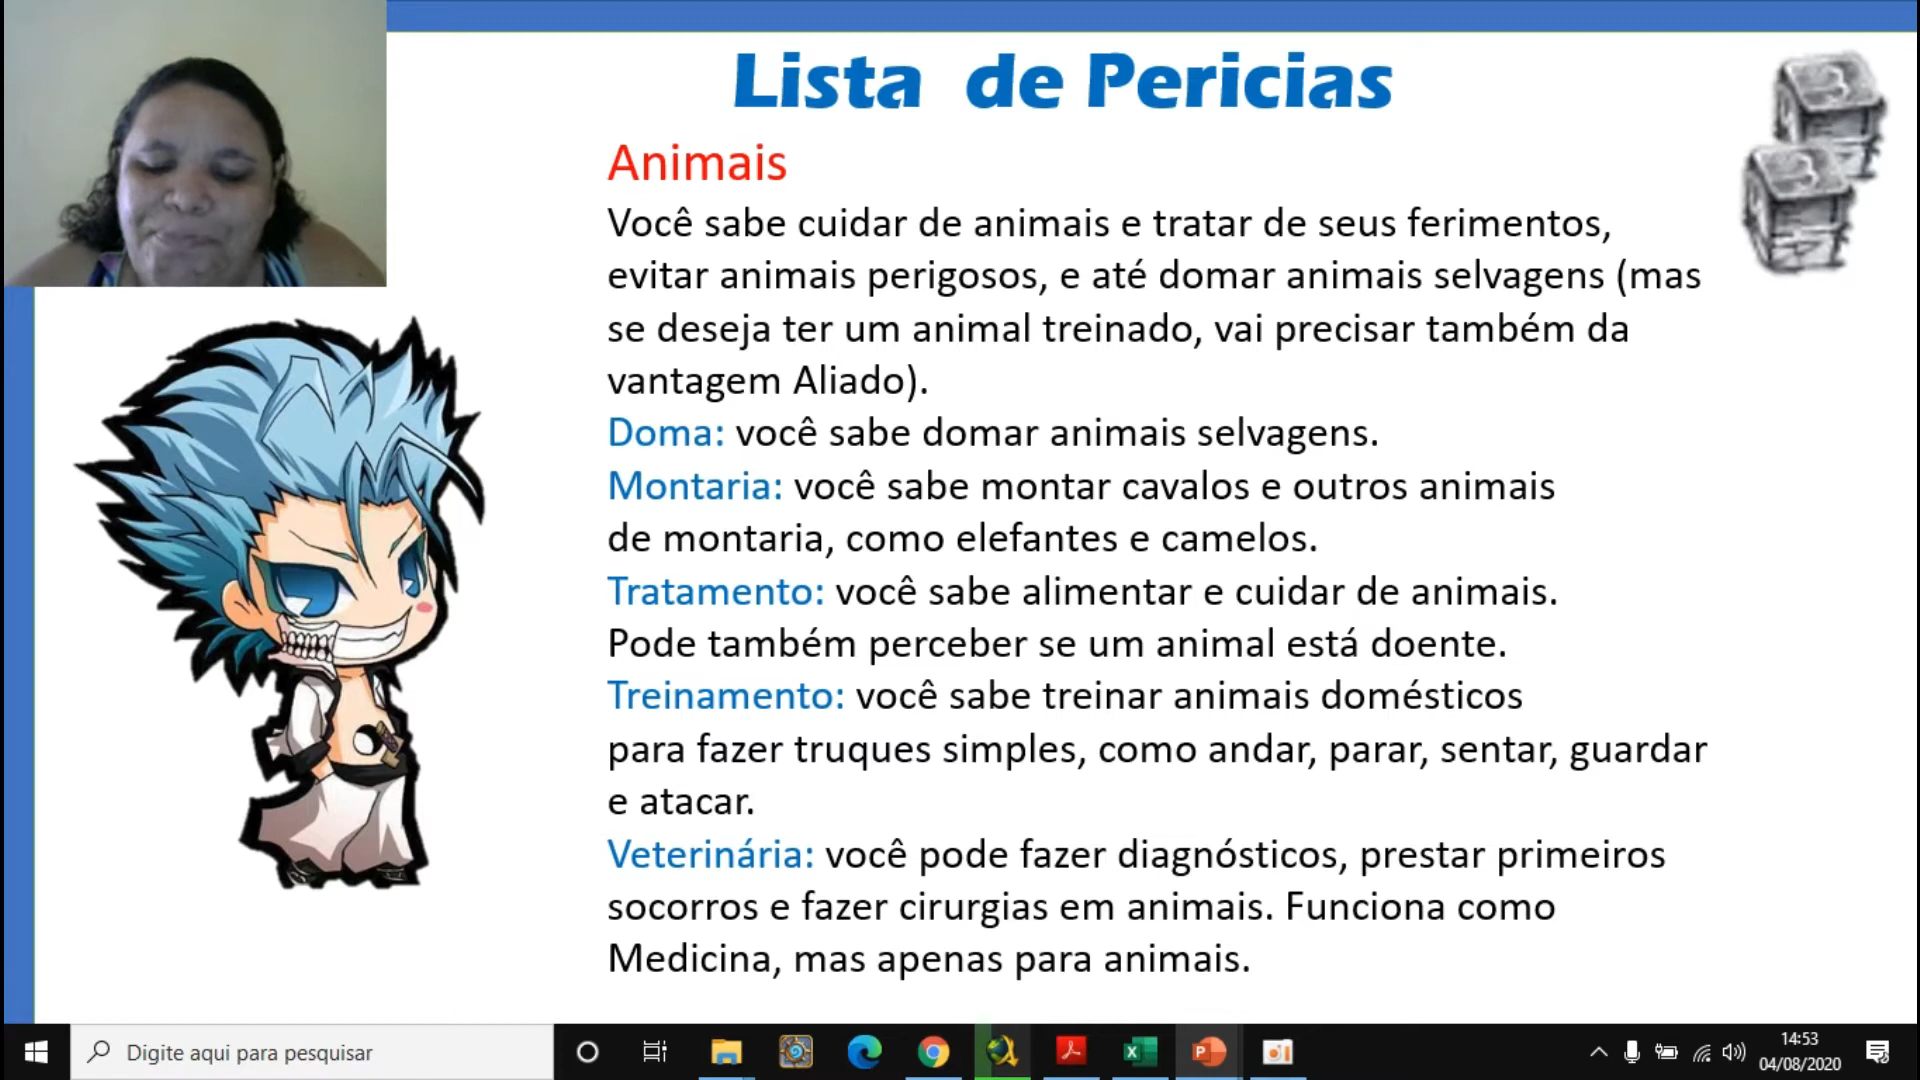 Lista de Pericias
Animais
Você sabe cuidar de animais e tratar de seus ferimentos,
evitar animais perigosos, e até domar animais selvagens (mas
se deseja ter um animal treinado, vai precisar também da
vantagem Aliado).
Doma: você sabe domar animais selvagens.
Montaria: você sabe montar cavalos e outros animais
de montaria, como elefantes e camelos.
Tratamento: você sabe alimentar e cuidar de animais.
Pode também perceber se um animal está doente.
Treinamento: você sabe treinar animais domésticos
para fazer truques simples, como andar, parar, sentar, guardar
e atacar.
Veterinária: você pode fazer diagnósticos, prestar primeiros
socorros e fazer cirurgias em animais. Funciona como
Medicina, mas apenas para animais.
Digite aqui para pesquisar
14:53
04/08/2020